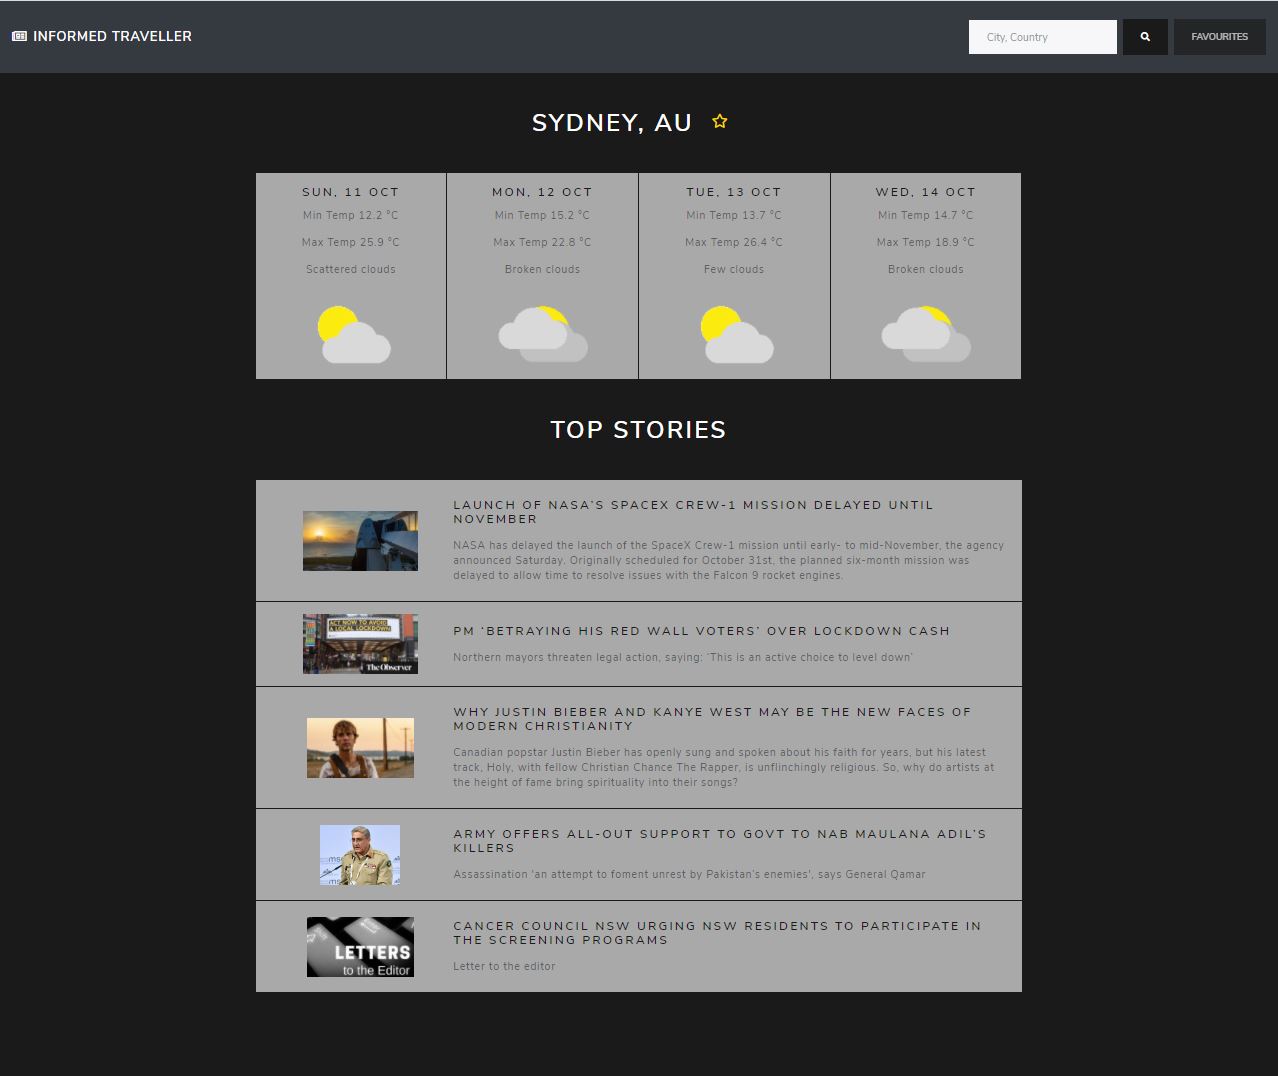 INFORMED TRAVELLER
City, Country
FAVOURITES
SYDNEY, AU
SUN, 11 OCT
Min Temp 12.2 °C
Max Temp 25.9 °C
Scattered clouds
MON, 12 OCT
Min Temp 15.2 °C
Max Temp 22.8 °C
Broken clouds
TUE, 13 OCT
Min Temp 13.7 °C
Max Temp 26.4 °C
Few clouds
WED, 14 OCT
Min Temp 14.7 °C
Max Temp 18.9 °C
Broken clouds
TOP STORIES
LAUNCH OF NASA'S SPACEX CREW-1 MISSION DELAYED UNTIL
NOVEMBER
NASA has delayed the launch of the SpaceX Crew-1 mission until early- to mid-November, the agency
announced Saturday. Originally scheduled for October 31st, the planned six-month mission was
delayed to allow time to resolve issues with the Falcon 9 rocket engines.
ACT NOW TO AVOID
A LOCAL LOCKDOWN
The Observer
PM ‘BETRAYING HIS RED WALL VOTERS’ OVER LOCKDOWN CASH
Northern mayors threaten legal action, saying: ‘This is an active choice to level down’
WHY JUSTIN BIEBER AND KANYE WEST MAY BE THE NEW FACES OF
MODERN CHRISTIANITY
Canadian popstar Justin Bieber has openly sung and spoken about his faith for years, but his latest
track, Holy, with fellow Christian Chance The Rapper, is unflinchingly religious. So, why do artists at
the height of fame bring spirituality into their songs?
ARMY OFFERS ALL-OUT SUPPORT TO GOVT TO NAB MAULANA ADIL'S
KILLERS
Assassination 'an attempt to foment unrest by Pakistan's enemies', says General Qamar
LETTERS
to the Editor
CANCER COUNCIL NSW URGING NSW RESIDENTS TO PARTICIPATE IN
THE SCREENING PROGRAMS
Letter to the editor